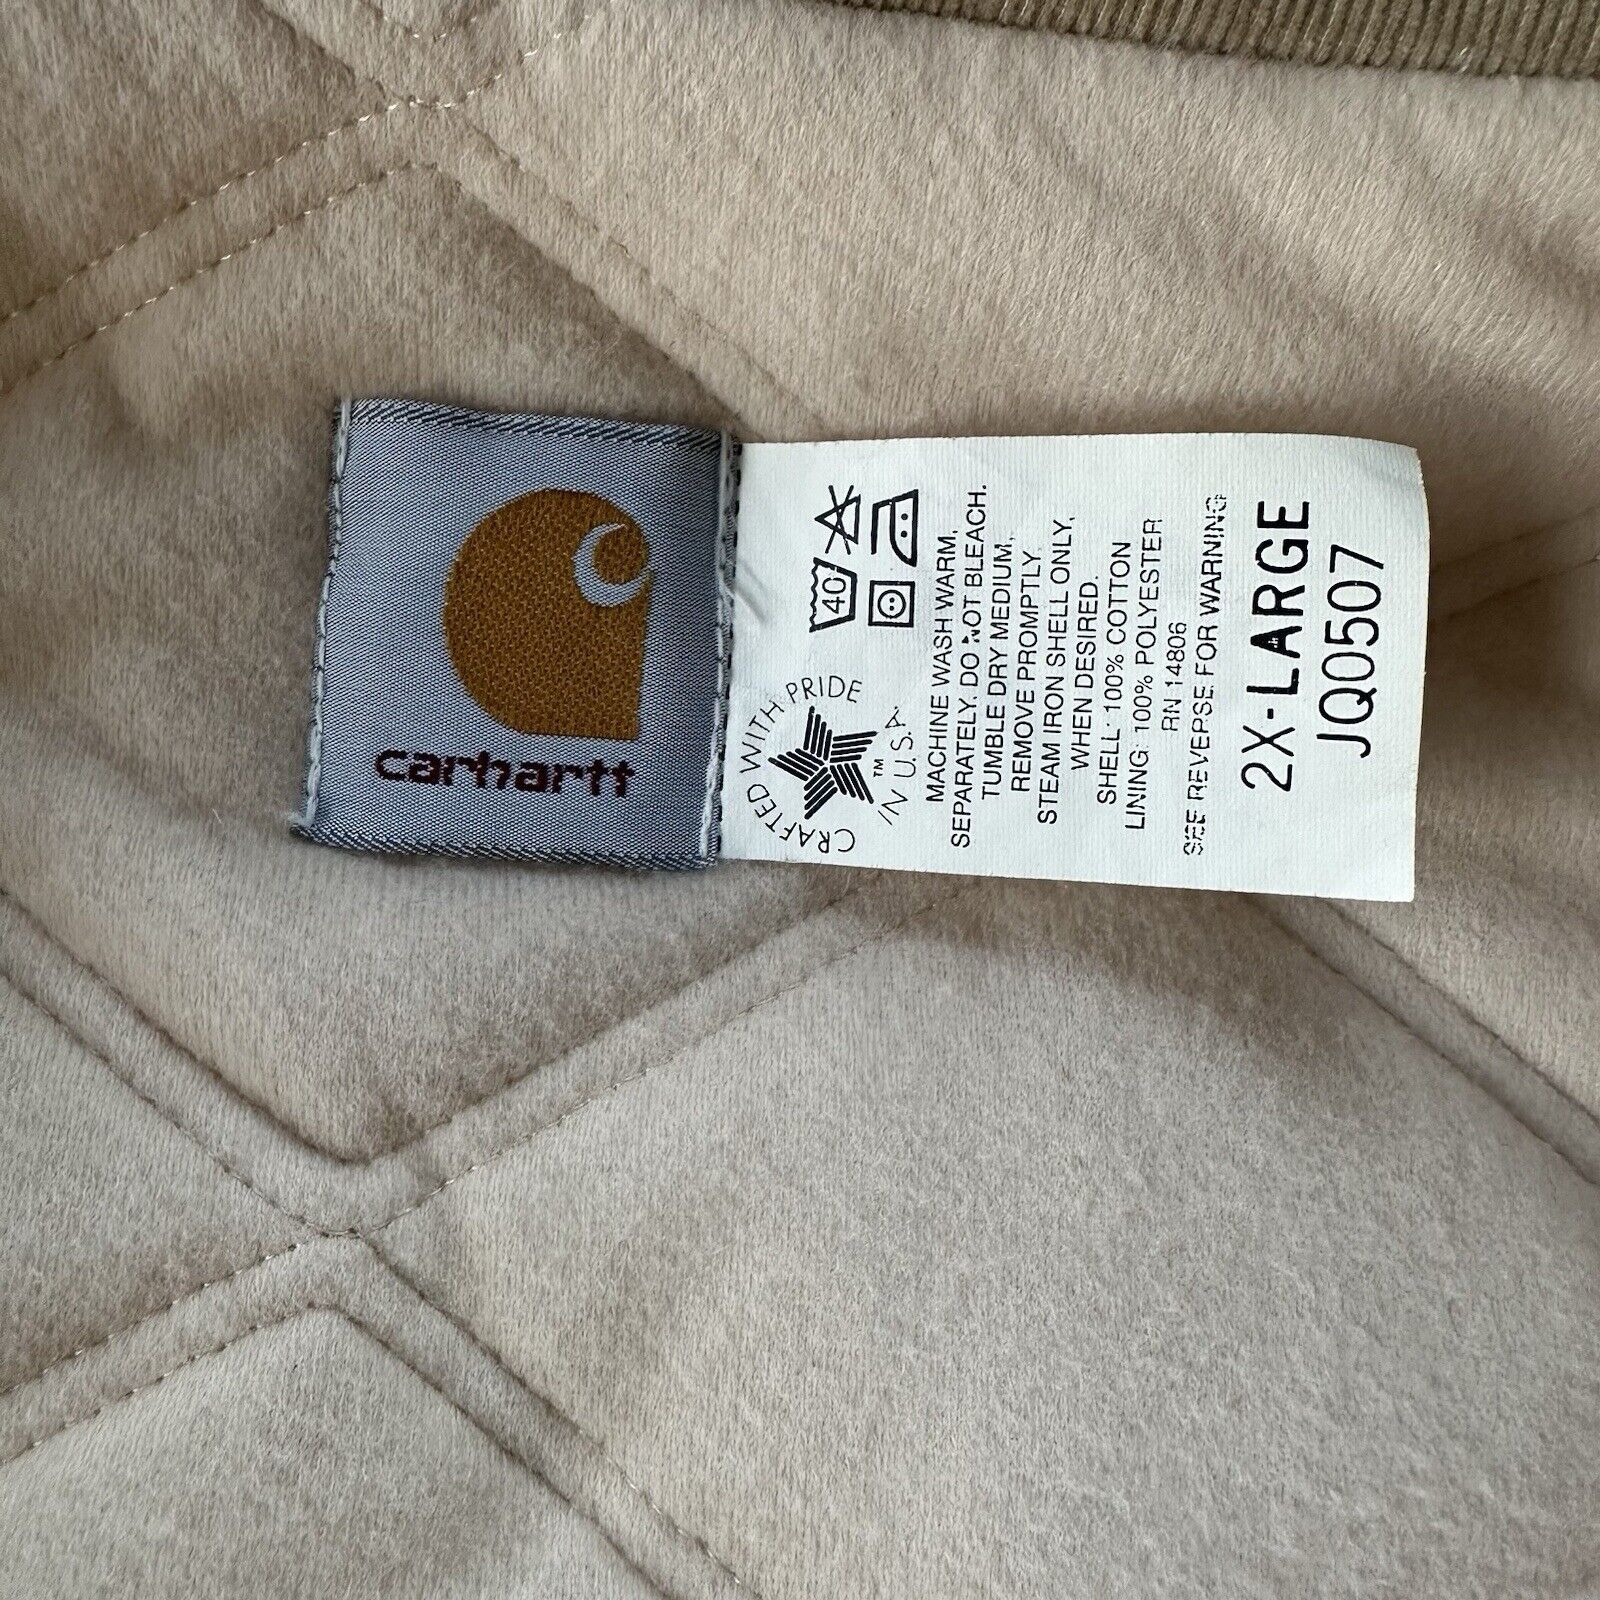 carhartt
40
CRAFTED WITH PRIDE
IN U.S.A.
™
MACHINE WASH WARM,
SEPARATELY. DO NOT BLEACH.
TUMBLE DRY MEDIUM,
REMOVE PROMPTLY.
STEAM IRON SHELL ONLY,
WHEN DESIRED.
SHELL: 100% COTTON
LINING: 100% POLYESTER
RN 14806
SEE REVERSE FOR WARNING
2X-LARGE
JQ0507